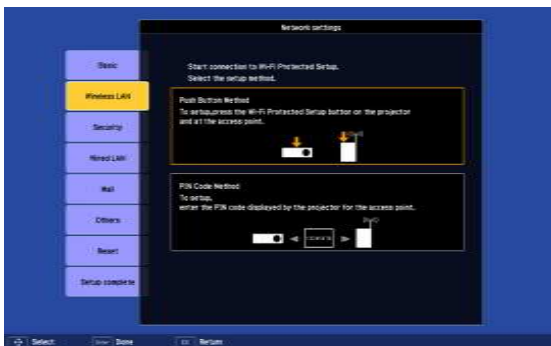 Network settings
Basic
Wireless LAN
Security
Wired LAN
Mail
Others
Reset
Setup complete
Start connection to Wi-Fi Protected Setup.
Select the setup method.
Push Button Method
To setup,press the Wi-Fi Protected Setup button on the projector
and at the access point.
PIN Code Method
To setup,
enter the PIN code displayed by the projector for the access point.
Select
Enter Done
Esc Return